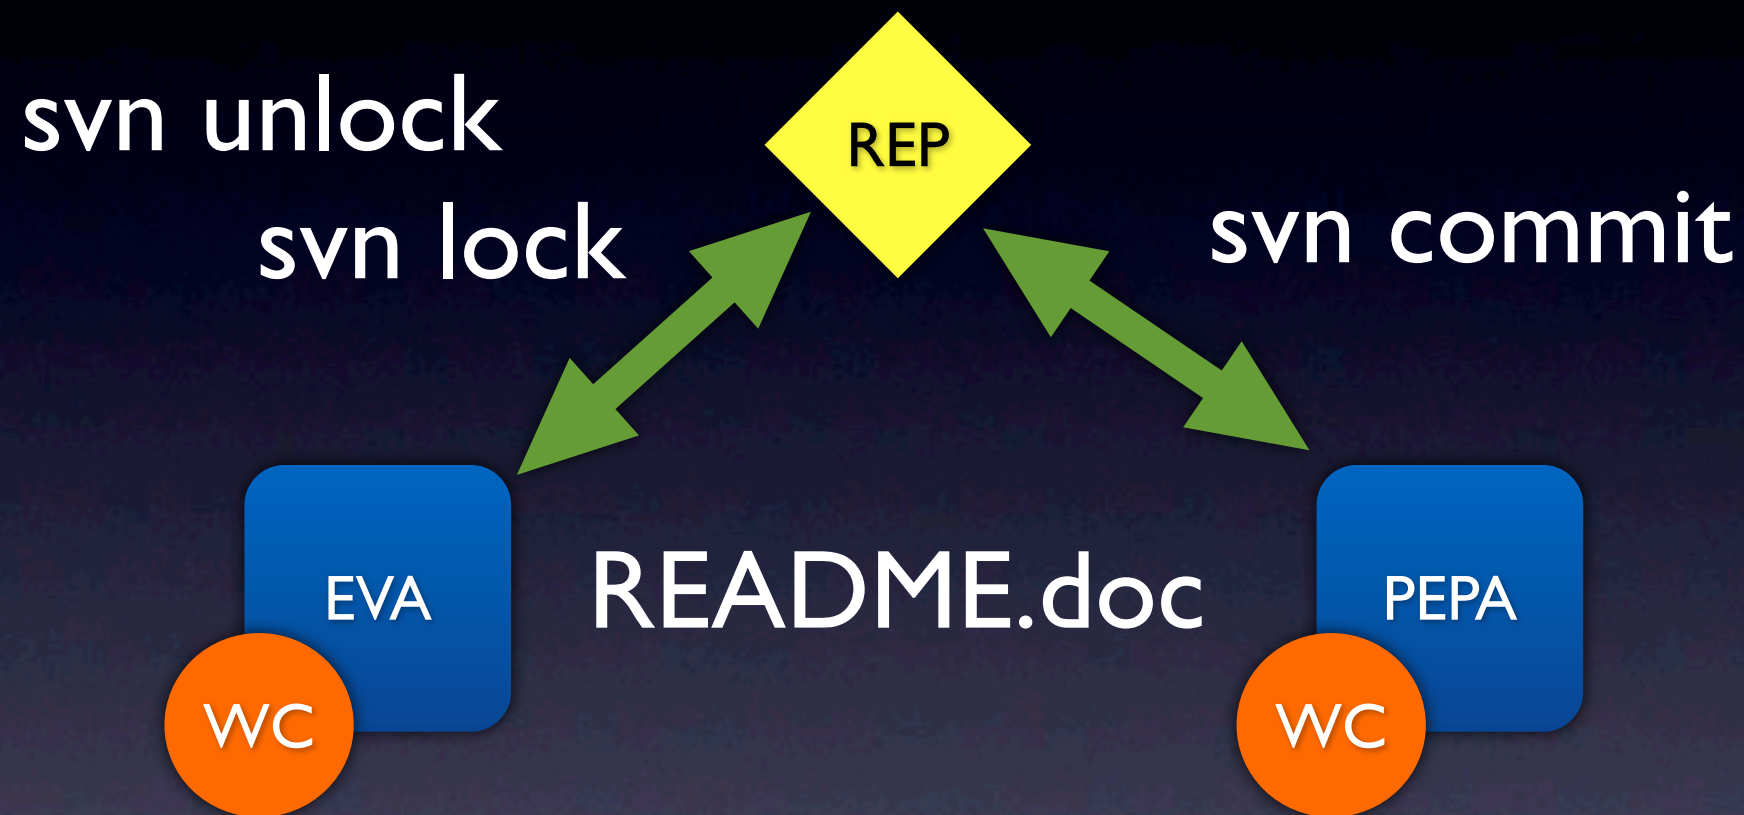 svn unlock
REP
svn lock
svn commit
EVA
README.doc
PEPA
WC
WC